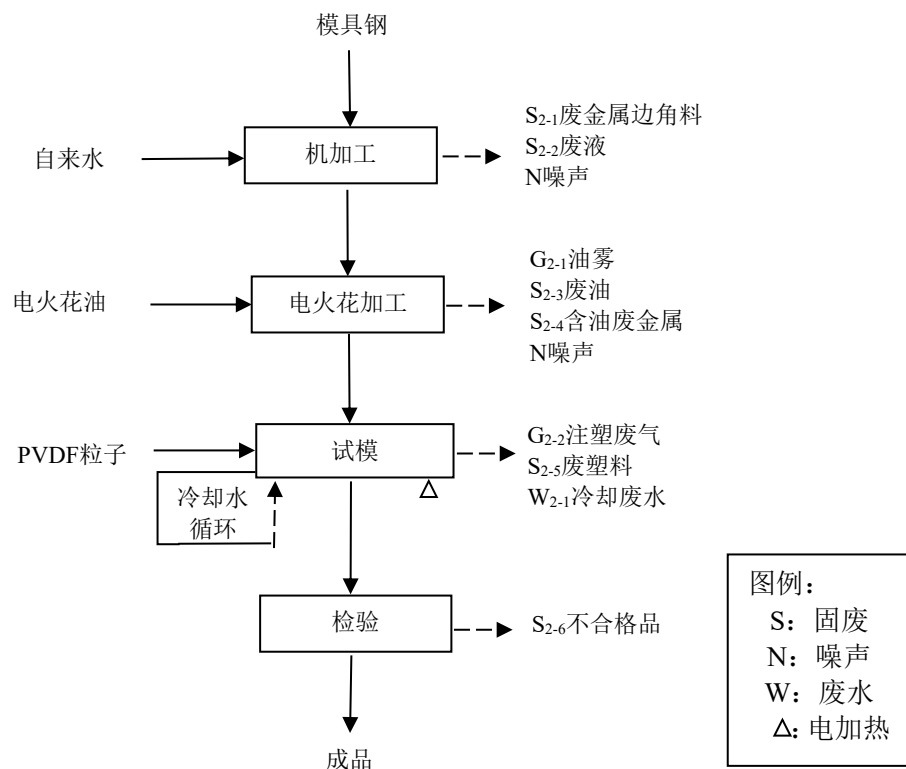 模具钢
自来水
机加工
S2-1废金属边角料
S2-2废液
N噪声
电火花油
电火花加工
G2-1油雾
S2-3废油
S2-4含油废金属
N噪声
PVDF粒子
试模
G2-2注塑废气
S2-5废塑料
W2-1冷却废水
冷却水
循环
检验
S2-6不合格品
成品
图例：
S：固废
N：噪声
W：废水
△:电加热